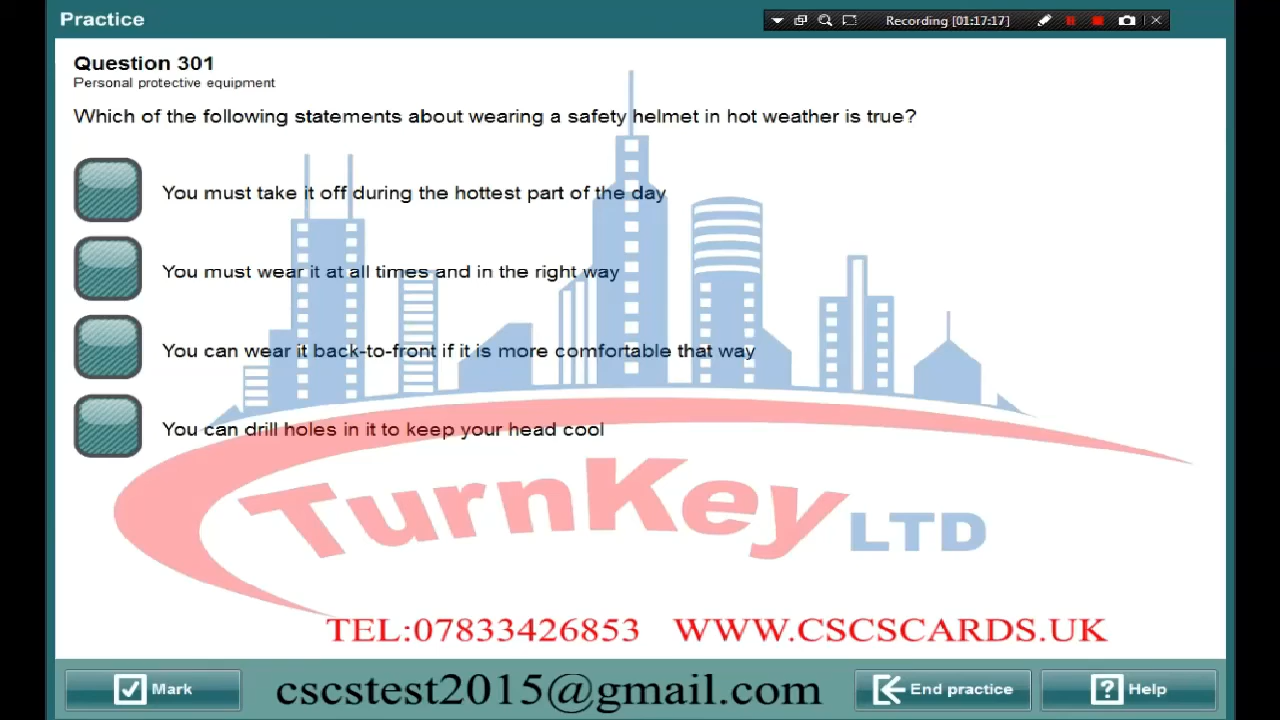 Practice
Recording [01:17:17]
Question 301
Personal protective equipment
Which of the following statements about wearing a safety helmet in hot weather is true?
You must take it off during the hottest part of the day
You must wear it at all times and in the right way
You can wear it back-to-front if it is more comfortable that way
You can drill holes in it to keep your head cool
TurnKey LTD
TEL:07833426853 WWW.CSCSCARDS.UK
Mark
cscstest2015@gmail.com
End practice
? Help